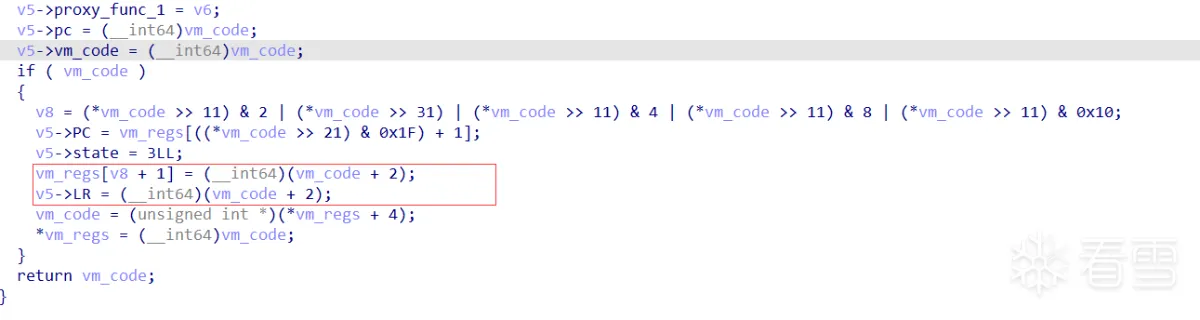 v5->proxy_func_1 = v6;
v5->pc = (__int64)vm_code;
v5->vm_code = (__int64)vm_code;
if ( vm_code )
{
v8 = (*vm_code >> 11) & 2 | (*vm_code >> 31) | (*vm_code >> 11) & 4 | (*vm_code >> 11) & 8 | (*vm_code >> 11) & 0x10;
v5->PC = vm_regs[((*vm_code >> 21) & 0x1F) + 1];
v5->state = 3LL;
vm_regs[v8 + 1] = (__int64)(vm_code + 2);
v5->LR = (__int64)(vm_code + 2);
vm_code = (unsigned int *)(*vm_regs + 4);
*vm_regs = (__int64)vm_code;
}
return vm_code;
}
看雪